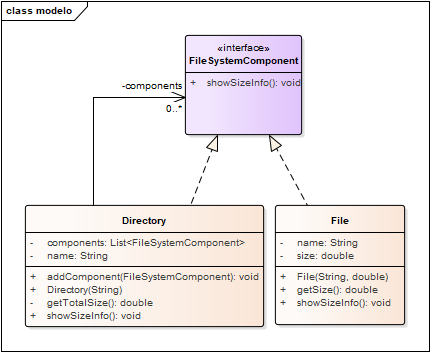 class modelo
«interface»
FileSystemComponent
+ showSizeInfo(): void
-components
0..*
Directory
- components: List<FileSystemComponent>
- name: String
+ addComponent(FileSystemComponent): void
+ Directory(String)
- getTotalSize(): double
+ showSizeInfo(): void
File
- name: String
- size: double
+ File(String, double)
+ getSize(): double
+ showSizeInfo(): void